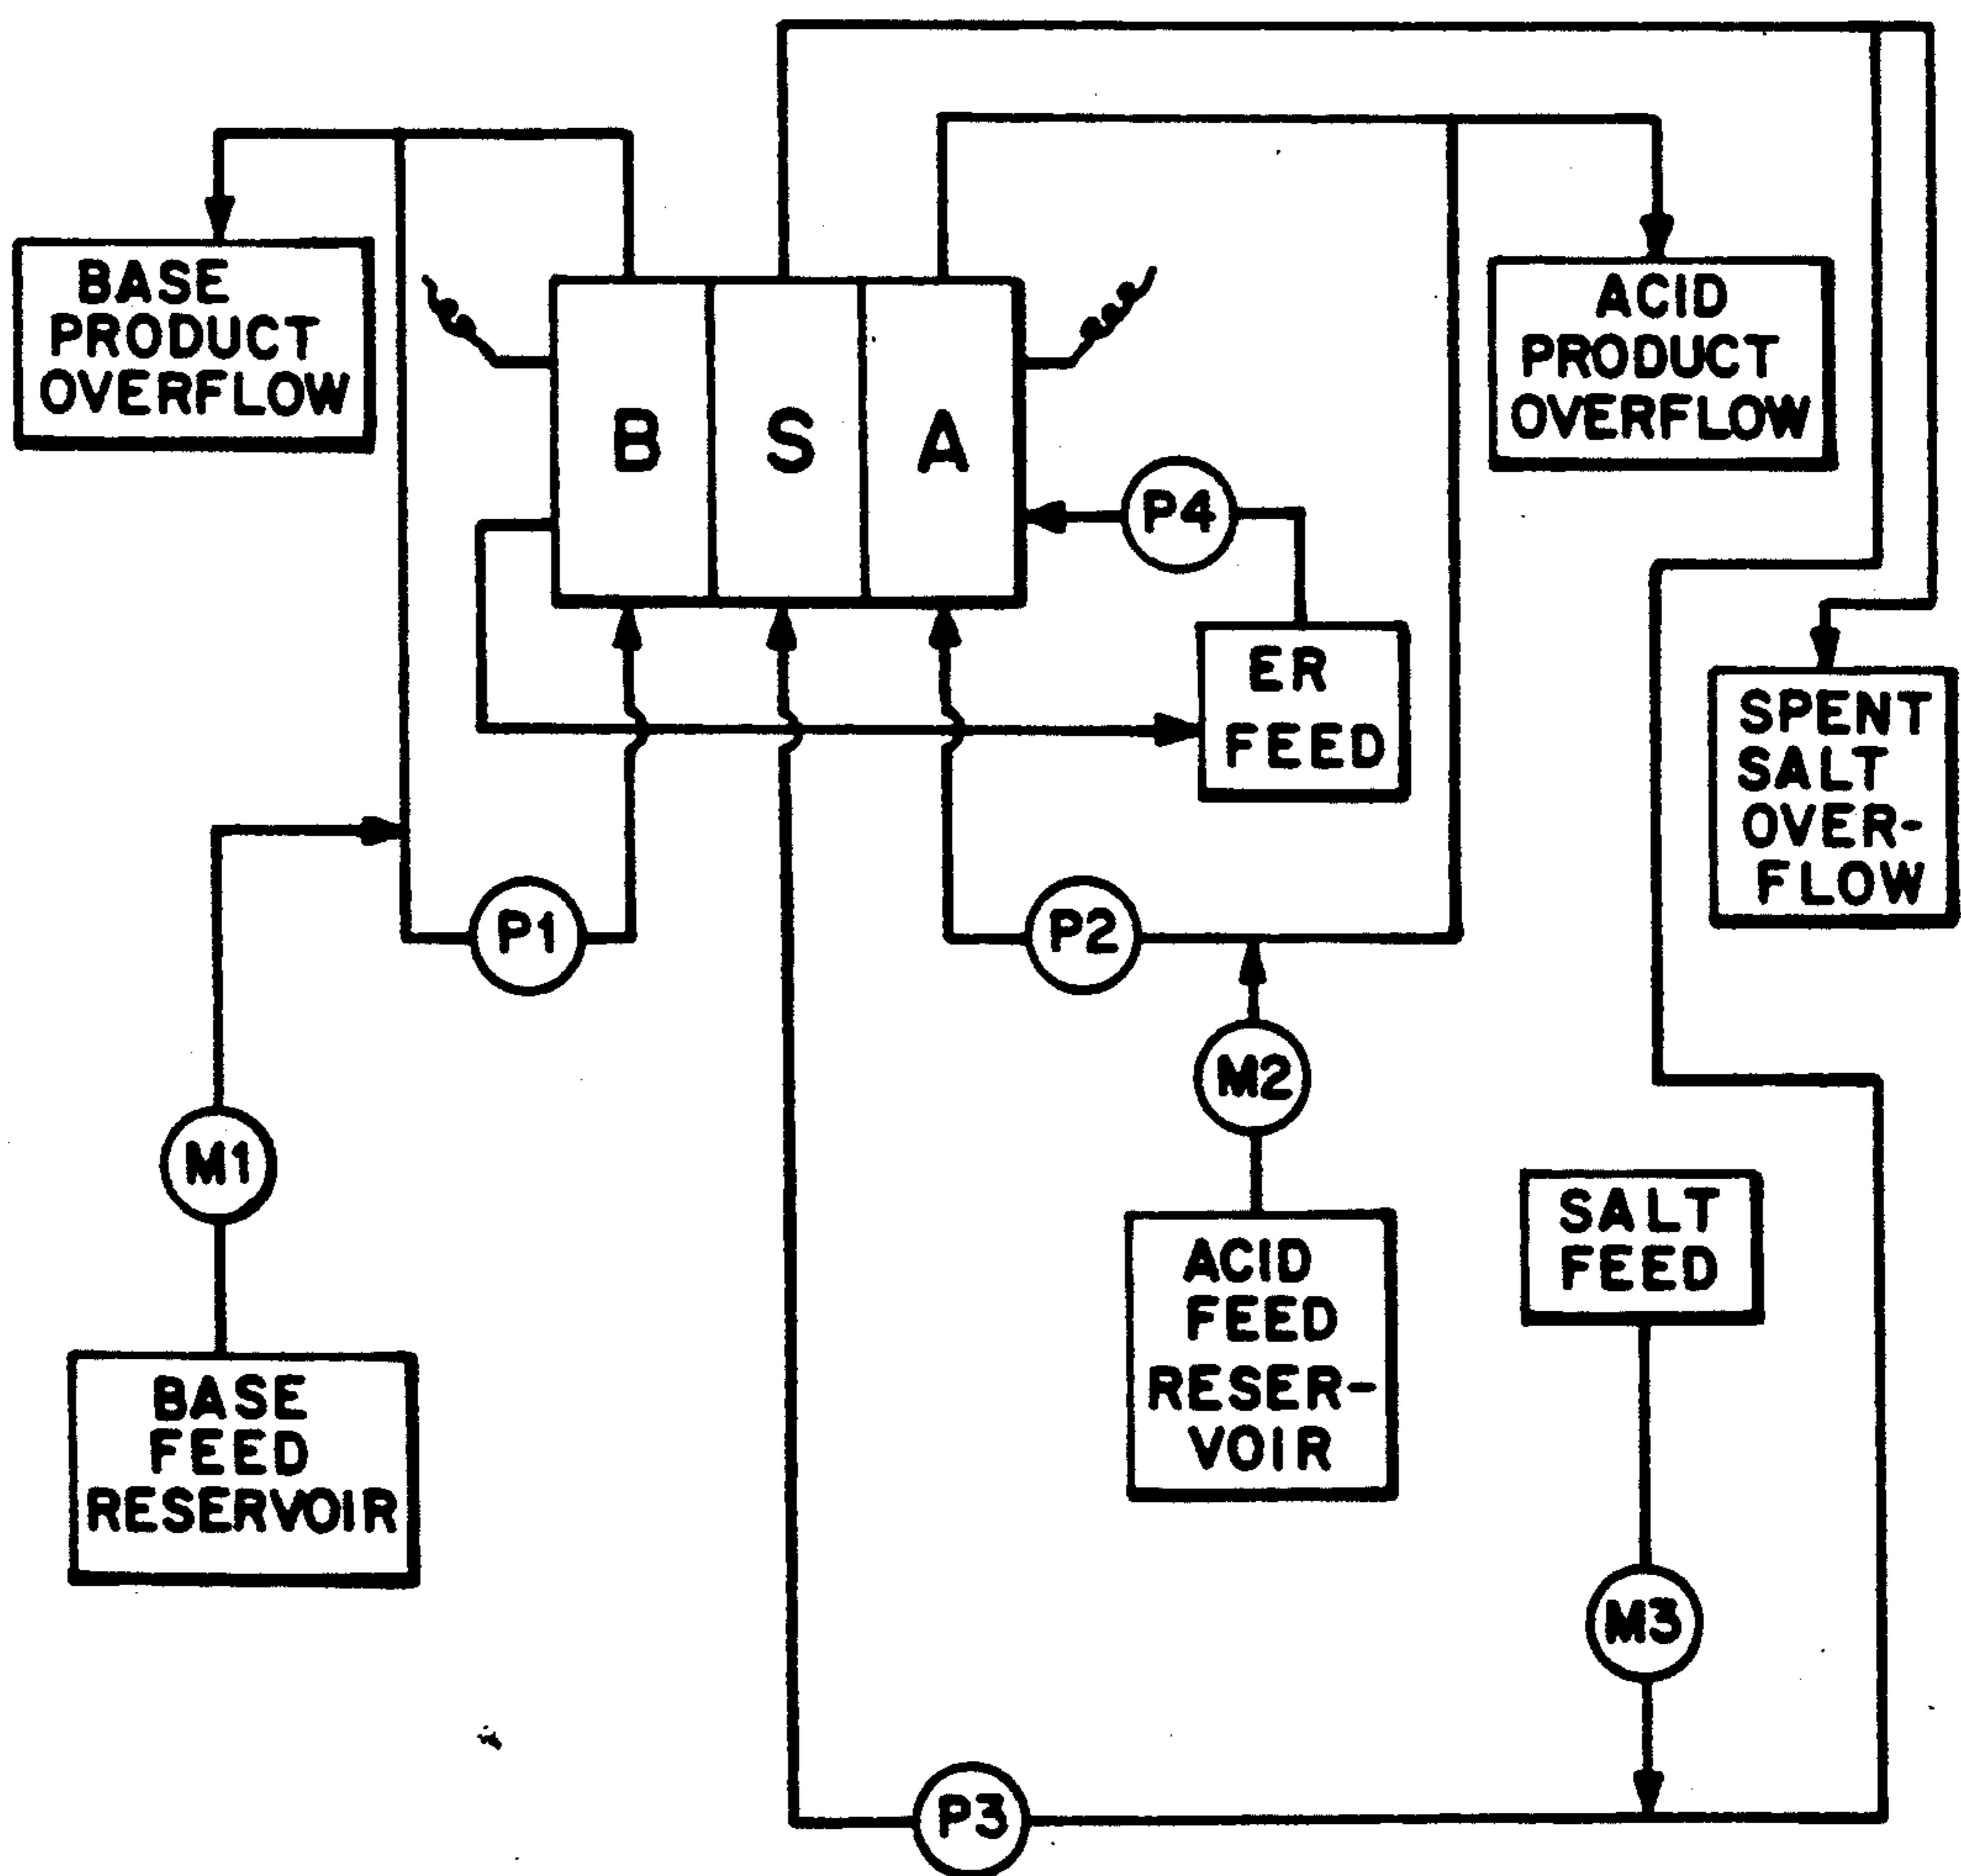 BASE
PRODUCT
OVERFLOW
B
S
A
ACID
PRODUCT
OVERFLOW
P4
ER
FEED
SPENT
SALT
OVER-
FLOW
P1
P2
M1
M2
BASE
FEED
RESERVOIR
ACID
FEED
RESER-
VOIR
SALT
FEED
M3
P3